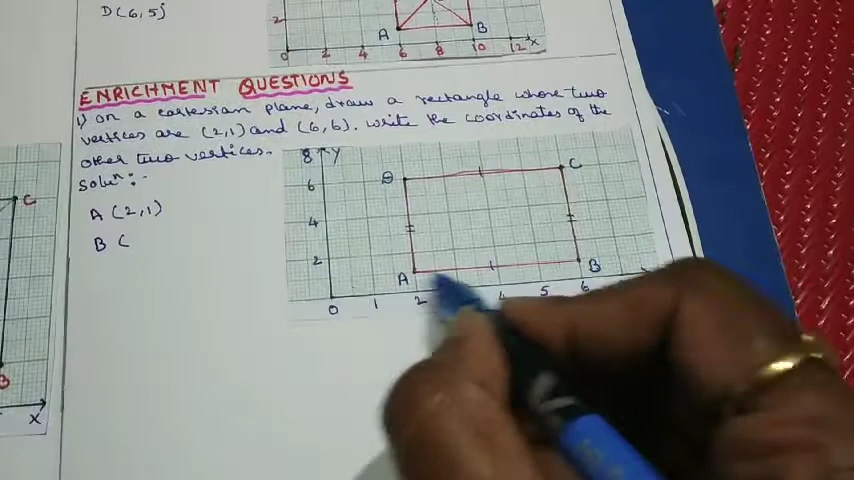 D(6,5)
2
A
B
0 2 4 6 8 10 12 X
ENRICHMENT QUESTIONS
1) on a cartesian plane, draw a rectangle whose two
vertices are (2,1) and (6,6). write the coordinates of the
other two vertices.
Soluⁿ:-
A (2,1)
B (
8 Y
6
4
2
D
C
A
B
0 1 2 4 5 6
C
B
X